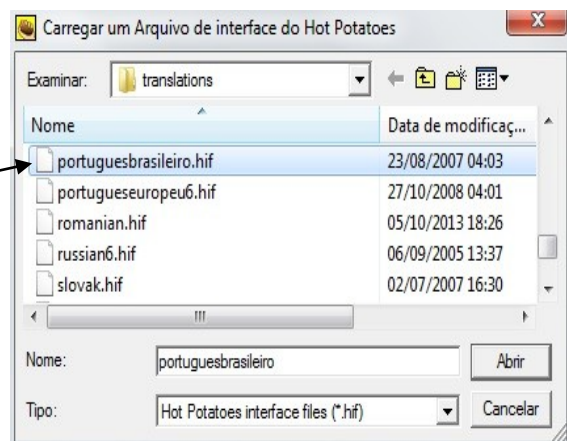 Carregar um Arquivo de interface do Hot Potatoes
Examinar: translations
Nome Data de modificaç...
portuguesbrasileiro.hif 23/08/2007 04:03
portugueseuropeu6.hif 27/10/2008 04:01
romanian.hif 05/10/2013 18:26
russian6.hif 06/09/2005 13:37
slovak.hif 02/07/2007 16:30
Nome: portuguesbrasileiro Abrir
Tipo: Hot Potatoes interface files (*.hif) Cancelar